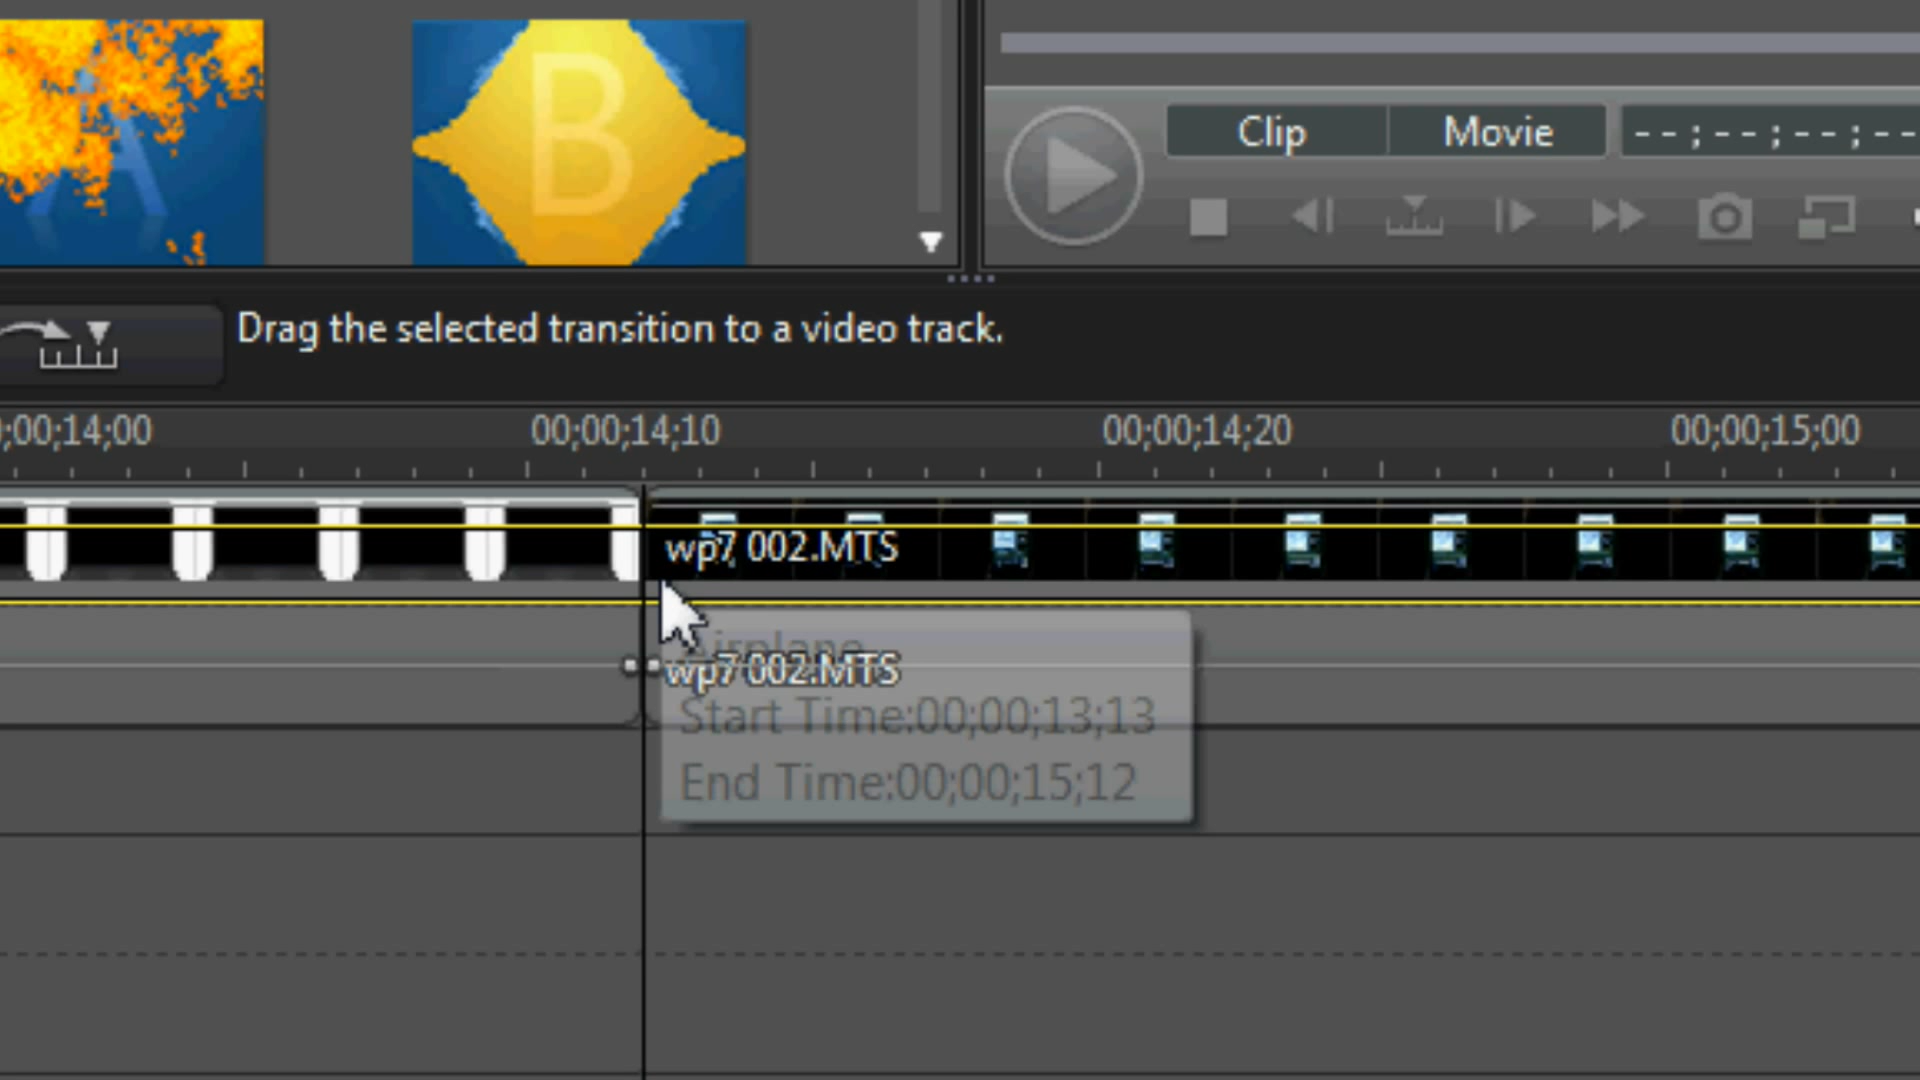 A
B
Clip
Movie
--;--;--;--
Drag the selected transition to a video track.
;00;14;00
00;00;14;10
00;00;14;20
00;00;15;00
wp7 002.MTS
Airplane
wp7 002.MTS
Start Time:00;00;13;13
End Time:00;00;15;12